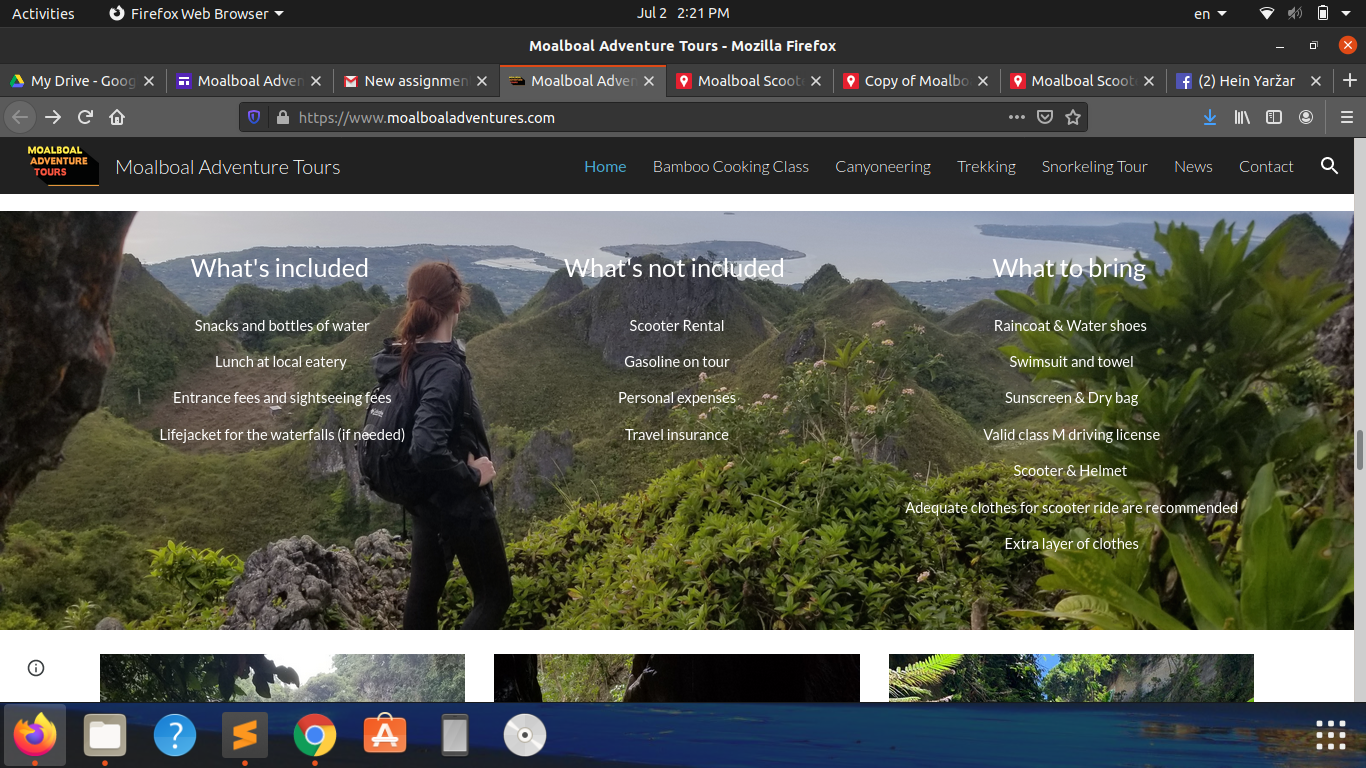 Activities Firefox Web Browser Jul 2 2:21 PM en
Moalboal Adventure Tours - Mozilla Firefox
My Drive - Goog Moalboal Adven New assignmen Moalboal Adven Moalboal Scoot Copy of Moalbo Moalboal Scoot (2) Hein Yaržar
https://www.moalboaladventures.com
MOALBOAL
ADVENTURE
TOURS
Moalboal Adventure Tours Home Bamboo Cooking Class Canyoneering Trekking Snorkeling Tour News Contact
What's included
Snacks and bottles of water
Lunch at local eatery
Entrance fees and sightseeing fees
Lifejacket for the waterfalls (if needed)
What's not included
Scooter Rental
Gasoline on tour
Personal expenses
Travel insurance
What to bring
Raincoat & Water shoes
Swimsuit and towel
Sunscreen & Dry bag
Valid class M driving license
Scooter & Helmet
Adequate clothes for scooter ride are recommended
Extra layer of clothes